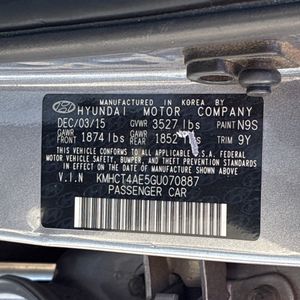 MANUFACTURED IN KOREA BY
HYUNDAI MOTOR COMPANY
DEC/03/15 GVWR 3527 lbs PAINT N9S
GAWR FRONT 1874 lbs GAWR REAR 1852 lbs TRIM 9Y
THIS VEHICLE CONFORMS TO ALL APPLICABLE
FEDERAL MOTOR VEHICLE SAFETY, BUMPER, AND
THEFT PREVENTION STANDARDS IN EFFECT ON
THE DATE OF MANUFACTURE SHOWN ABOVE
V.I.N KMHCT4AE5GU070887
PASSENGER CAR